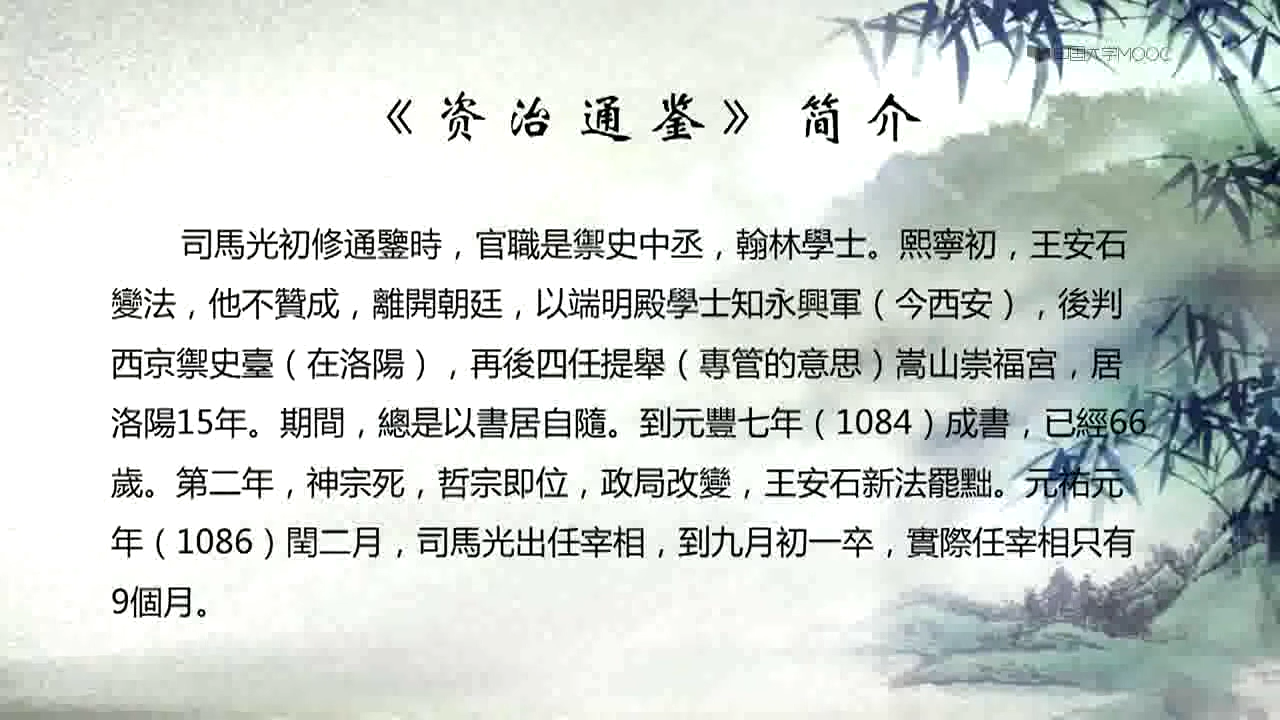 中国大学MOOC
《资治通鉴》简介
司馬光初修通鑒時，官職是禦史中丞，翰林學士。熙寧初，王安石
變法，他不贊成，離開朝廷，以端明殿學士知永興軍（今西安），後判
西京禦史臺（在洛陽），再後四任提舉（專管的意思）嵩山崇福宮，居
洛陽15年。期間，總是以書居自隨。到元豐七年（1084）成書，已經66
歲。第二年，神宗死，哲宗即位，政局改變，王安石新法罷黜。元祐元
年（1086）閏二月，司馬光出任宰相，到九月初一卒，實際任宰相只有
9個月。